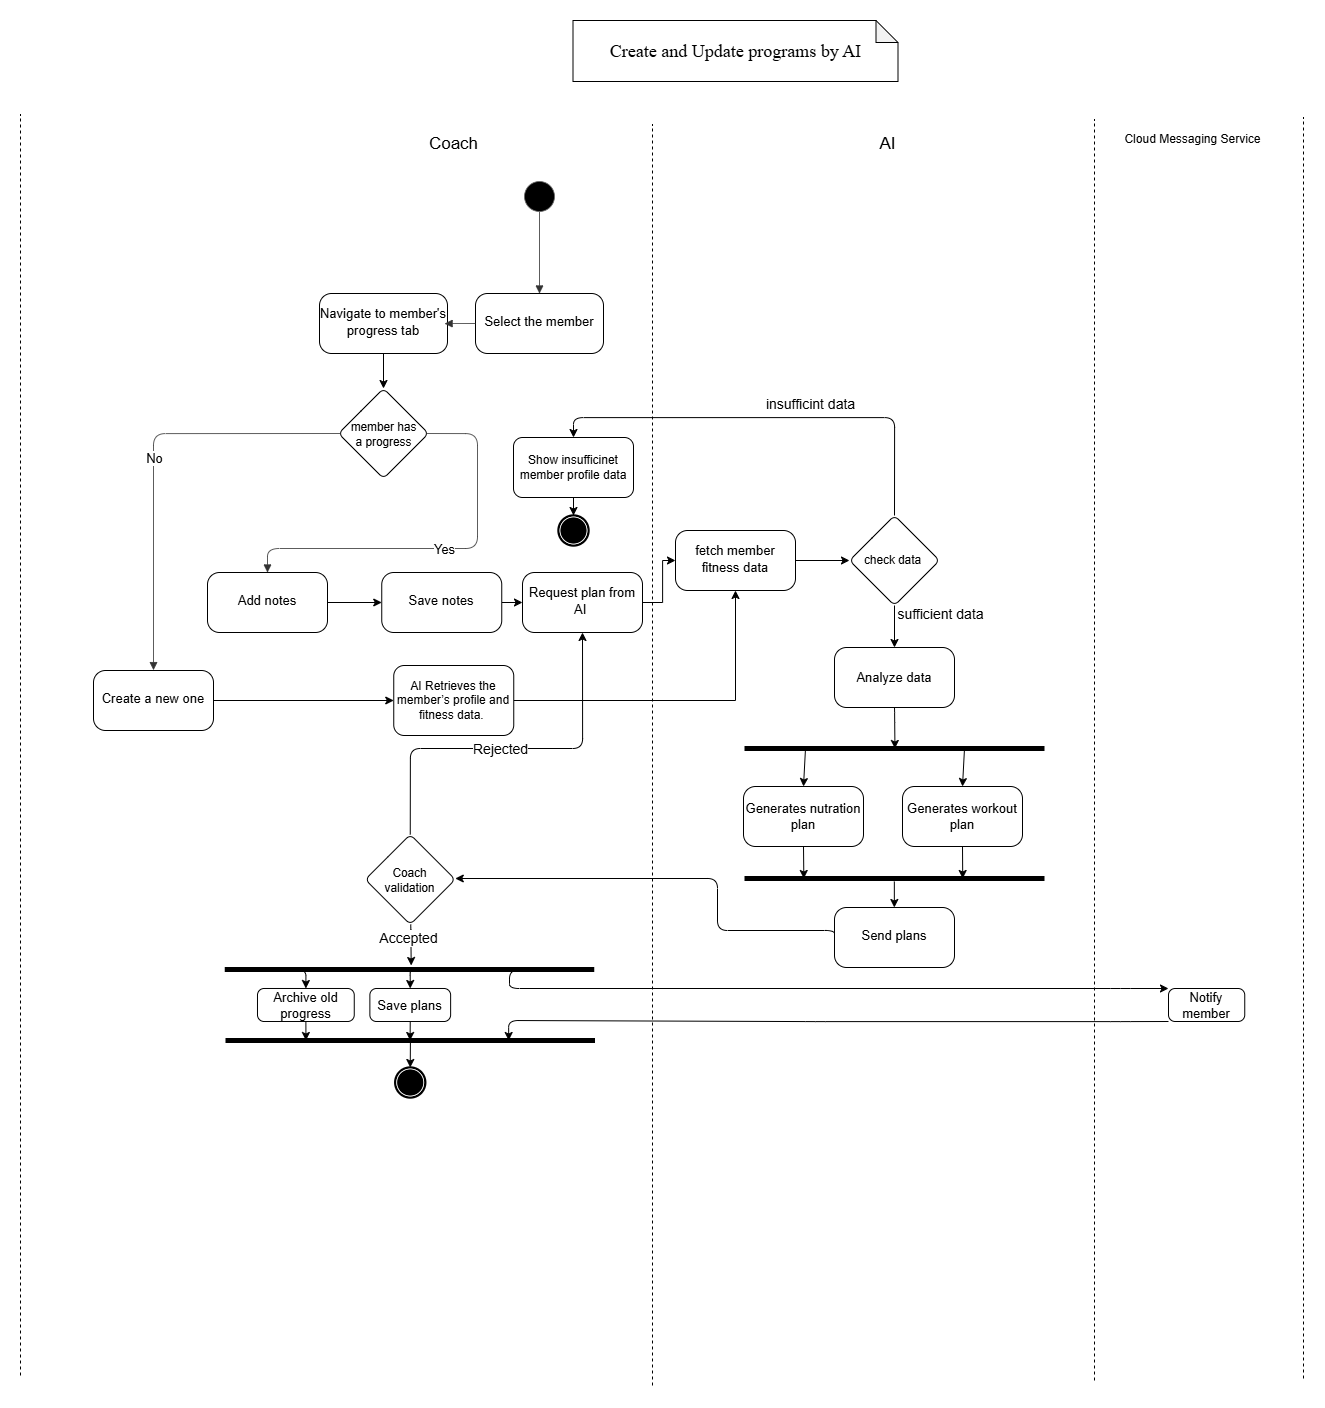 Create and Update programs by AI
Coach
AI
Cloud Messaging Service
Navigate to member's
progress tab
Select the member
member has
a progress
insufficint data
No
Show insufficinet
member profile data
Yes
fetch member
fitness data
check data
Add notes
Save notes
Request plan from
AI
sufficient data
Create a new one
AI Retrieves the
member's profile and
fitness data.
Analyze data
Rejected
Generates nutration
plan
Generates workout
plan
Coach
validation
Accepted
Send plans
Archive old
progress
Save plans
Notify
member